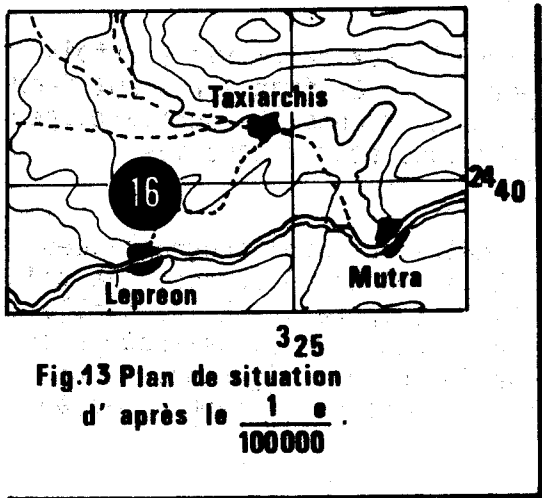 Taxiarchis
16
2440
Mutra
Lepreon
325
Fig.13 Plan de situation
d' après le 1 e
100000 .